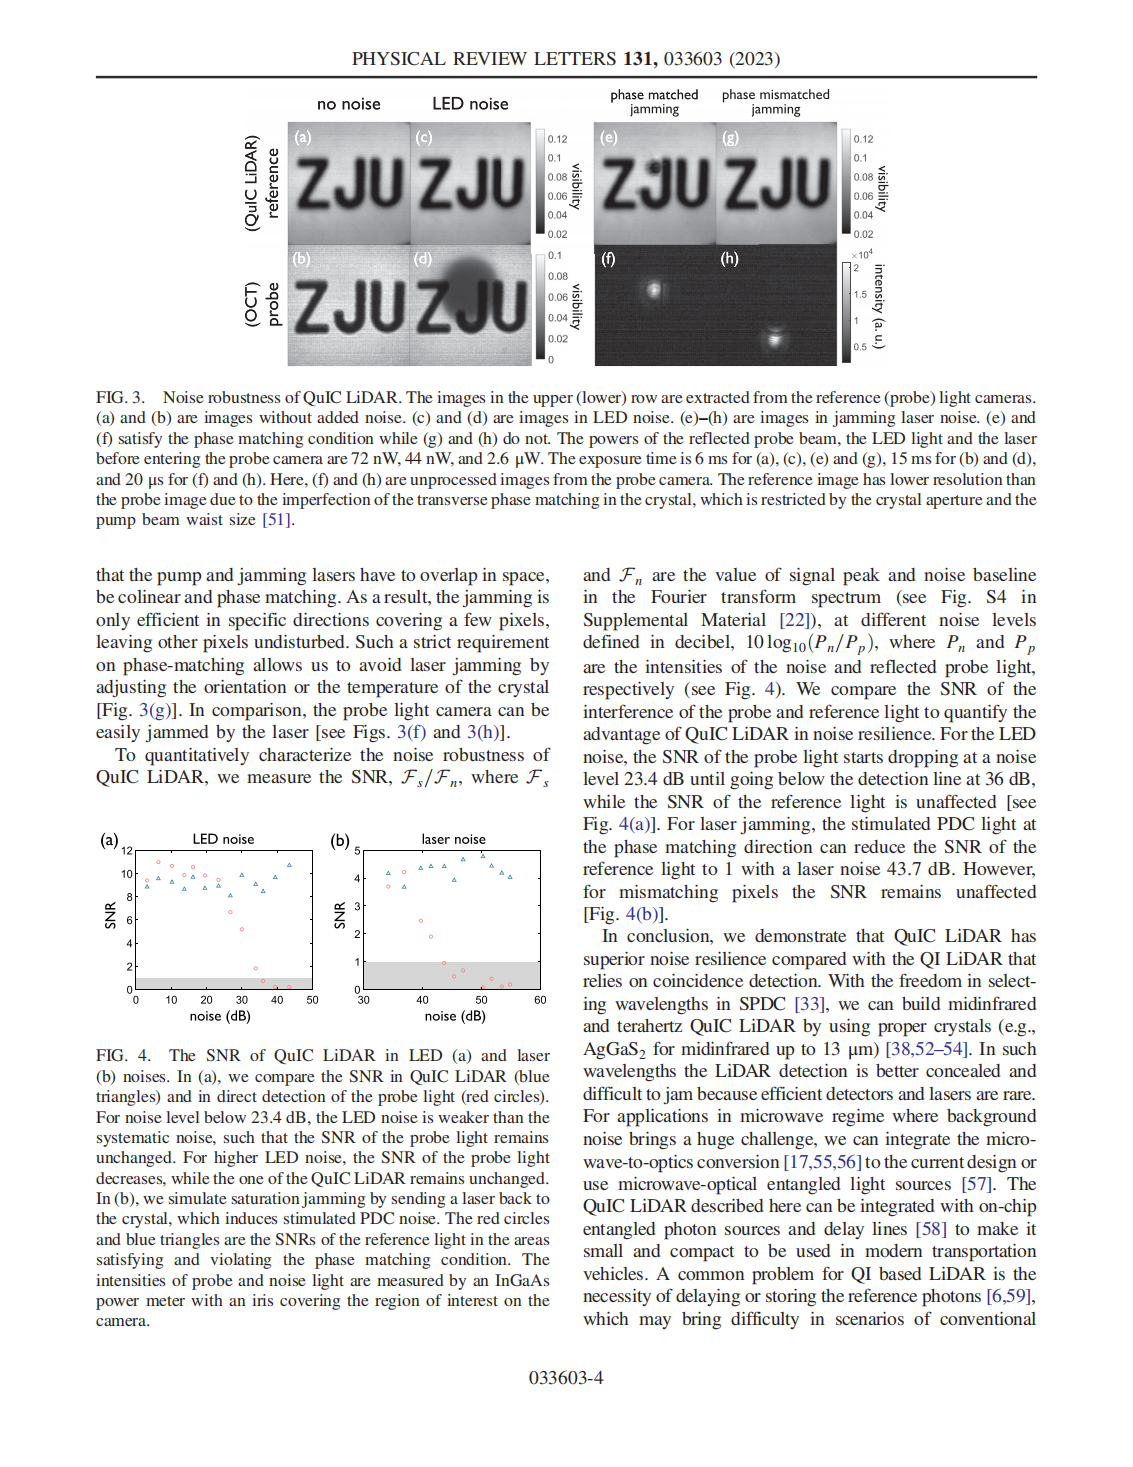 PHYSICAL REVIEW LETTERS 131, 033603 (2023)
no noise
LED noise
phase matched
jamming
phase mismatched
jamming
(QuIC LiDAR)
reference
(a)
(c)
0.12
0.1
0.08
0.06
0.04
0.02
visibility
(e)
(g)
0.12
0.1
0.08
0.06
0.04
0.02
visibility
ZJU
ZJU
ZJU
ZJU
(OCT)
probe
(b)
(d)
0.1
0.08
0.06
0.04
0.02
0
visibility
(f)
(h)
×10⁴
2
1.5
1
0.5
intensity (a. u.)
ZJU
ZJU
FIG. 3. Noise robustness of QuIC LiDAR. The images in the upper (lower) row are extracted from the reference (probe) light cameras.
(a) and (b) are images without added noise. (c) and (d) are images in LED noise. (e)–(h) are images in jamming laser noise. (e) and
(f) satisfy the phase matching condition while (g) and (h) do not. The powers of the reflected probe beam, the LED light and the laser
before entering the probe camera are 72 nW, 44 nW, and 2.6 μW. The exposure time is 6 ms for (a), (c), (e) and (g), 15 ms for (b) and (d),
and 20 μs for (f) and (h). Here, (f) and (h) are unprocessed images from the probe camera. The reference image has lower resolution than
the probe image due to the imperfection of the transverse phase matching in the crystal, which is restricted by the crystal aperture and the
pump beam waist size [51].
that the pump and jamming lasers have to overlap in space,
be colinear and phase matching. As a result, the jamming is
only efficient in specific directions covering a few pixels,
leaving other pixels undisturbed. Such a strict requirement
on phase-matching allows us to avoid laser jamming by
adjusting the orientation or the temperature of the crystal
[Fig. 3(g)]. In comparison, the probe light camera can be
easily jammed by the laser [see Figs. 3(f) and 3(h)].
To quantitatively characterize the noise robustness of
QuIC LiDAR, we measure the SNR, ℱs/ℱn, where ℱs
(a)
LED noise
12
10
8
6
4
2
0
SNR
0 10 20 30 40 50
noise (dB)
(b)
laser noise
5
4
3
2
1
0
SNR
30 40 50 60
noise (dB)
FIG. 4. The SNR of QuIC LiDAR in LED (a) and laser
(b) noises. In (a), we compare the SNR in QuIC LiDAR (blue
triangles) and in direct detection of the probe light (red circles).
For noise level below 23.4 dB, the LED noise is weaker than the
systematic noise, such that the SNR of the probe light remains
unchanged. For higher LED noise, the SNR of the probe light
decreases, while the one of the QuIC LiDAR remains unchanged.
In (b), we simulate saturation jamming by sending a laser back to
the crystal, which induces stimulated PDC noise. The red circles
and blue triangles are the SNRs of the reference light in the areas
satisfying and violating the phase matching condition. The
intensities of probe and noise light are measured by an InGaAs
power meter with an iris covering the region of interest on the
camera.
and ℱn are the value of signal peak and noise baseline
in the Fourier transform spectrum (see Fig. S4 in
Supplemental Material [22]), at different noise levels
defined in decibel, 10 log₁₀(Pn/Pp), where Pn and Pp
are the intensities of the noise and reflected probe light,
respectively (see Fig. 4). We compare the SNR of the
interference of the probe and reference light to quantify the
advantage of QuIC LiDAR in noise resilience. For the LED
noise, the SNR of the probe light starts dropping at a noise
level 23.4 dB until going below the detection line at 36 dB,
while the SNR of the reference light is unaffected [see
Fig. 4(a)]. For laser jamming, the stimulated PDC light at
the phase matching direction can reduce the SNR of the
reference light to 1 with a laser noise 43.7 dB. However,
for mismatching pixels the SNR remains unaffected
[Fig. 4(b)].
In conclusion, we demonstrate that QuIC LiDAR has
superior noise resilience compared with the QI LiDAR that
relies on coincidence detection. With the freedom in select-
ing wavelengths in SPDC [33], we can build midinfrared
and terahertz QuIC LiDAR by using proper crystals (e.g.,
AgGaS₂ for midinfrared up to 13 μm) [38,52–54]. In such
wavelengths the LiDAR detection is better concealed and
difficult to jam because efficient detectors and lasers are rare.
For applications in microwave regime where background
noise brings a huge challenge, we can integrate the micro-
wave-to-optics conversion [17,55,56] to the current design or
use microwave-optical entangled light sources [57]. The
QuIC LiDAR described here can be integrated with on-chip
entangled photon sources and delay lines [58] to make it
small and compact to be used in modern transportation
vehicles. A common problem for QI based LiDAR is the
necessity of delaying or storing the reference photons [6,59],
which may bring difficulty in scenarios of conventional
033603-4